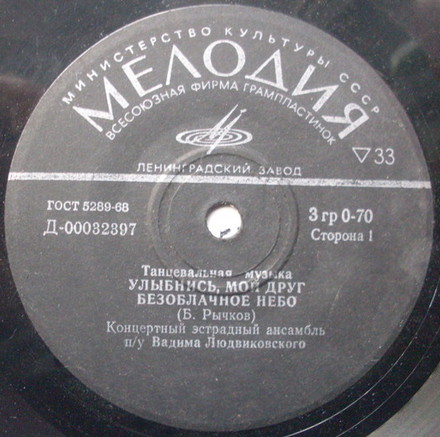 МИНИСТЕРСТВО КУЛЬТУРЫ СССР
МЕЛОДИЯ
ВСЕСОЮЗНАЯ ФИРМА ГРАМПЛАСТИНОК
▽33
ЛЕНИНГРАДСКИЙ ЗАВОД
ГОСТ 5289-68
3 гр 0-70
Д-00032397
Сторона 1
Танцевальная музыка
УЛЫБНИСЬ, МОЙ ДРУГ
БЕЗОБЛАЧНОЕ НЕБО
(Б. Рычков)
Концертный эстрадный ансамбль
п/у Вадима Людвиковского